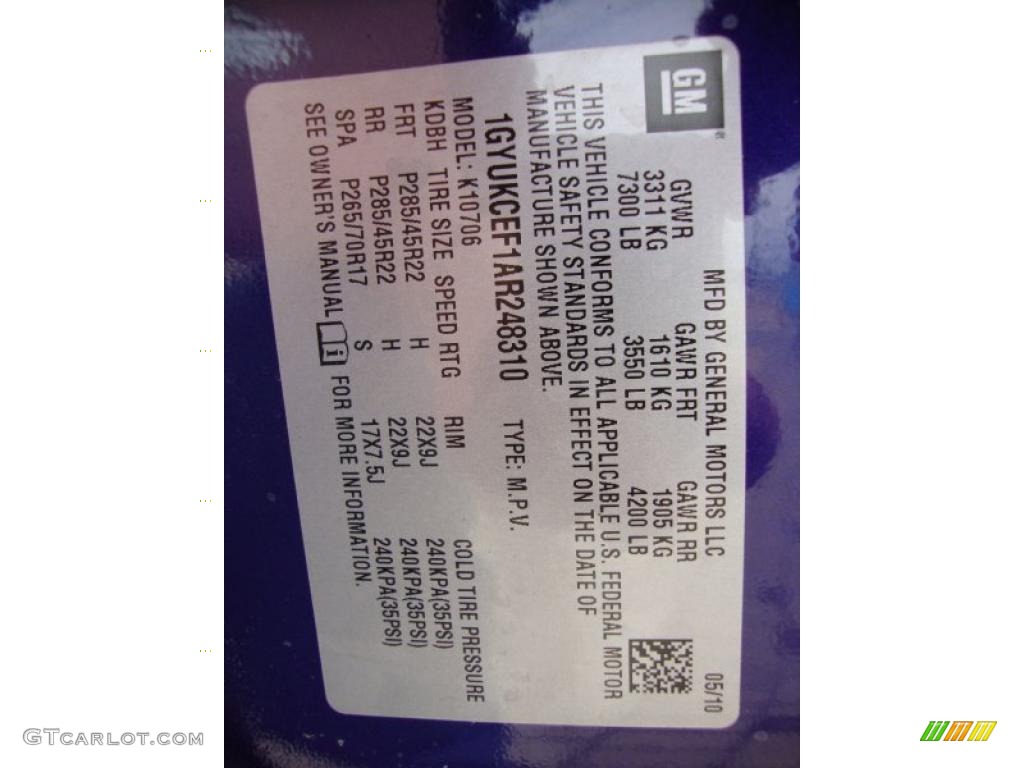 GM
MFD BY GENERAL MOTORS LLC 05/10
GVWR GAWR FRT GAWR RR
3311 KG 1610 KG 1905 KG
7300 LB 3550 LB 4200 LB
THIS VEHICLE CONFORMS TO ALL APPLICABLE U.S. FEDERAL MOTOR
VEHICLE SAFETY STANDARDS IN EFFECT ON THE DATE OF
MANUFACTURE SHOWN ABOVE.
1GYUKCEF1AR248310 TYPE: M.P.V.
MODEL: K10706
KDBH TIRE SIZE SPEED RTG RIM COLD TIRE PRESSURE
FRT P285/45R22 H 22X9J 240KPA(35PSI)
RR P285/45R22 H 22X9J 240KPA(35PSI)
SPA P265/70R17 S 17X7.5J 240KPA(35PSI)
SEE OWNER'S MANUAL FOR MORE INFORMATION.
GTCarlot.com